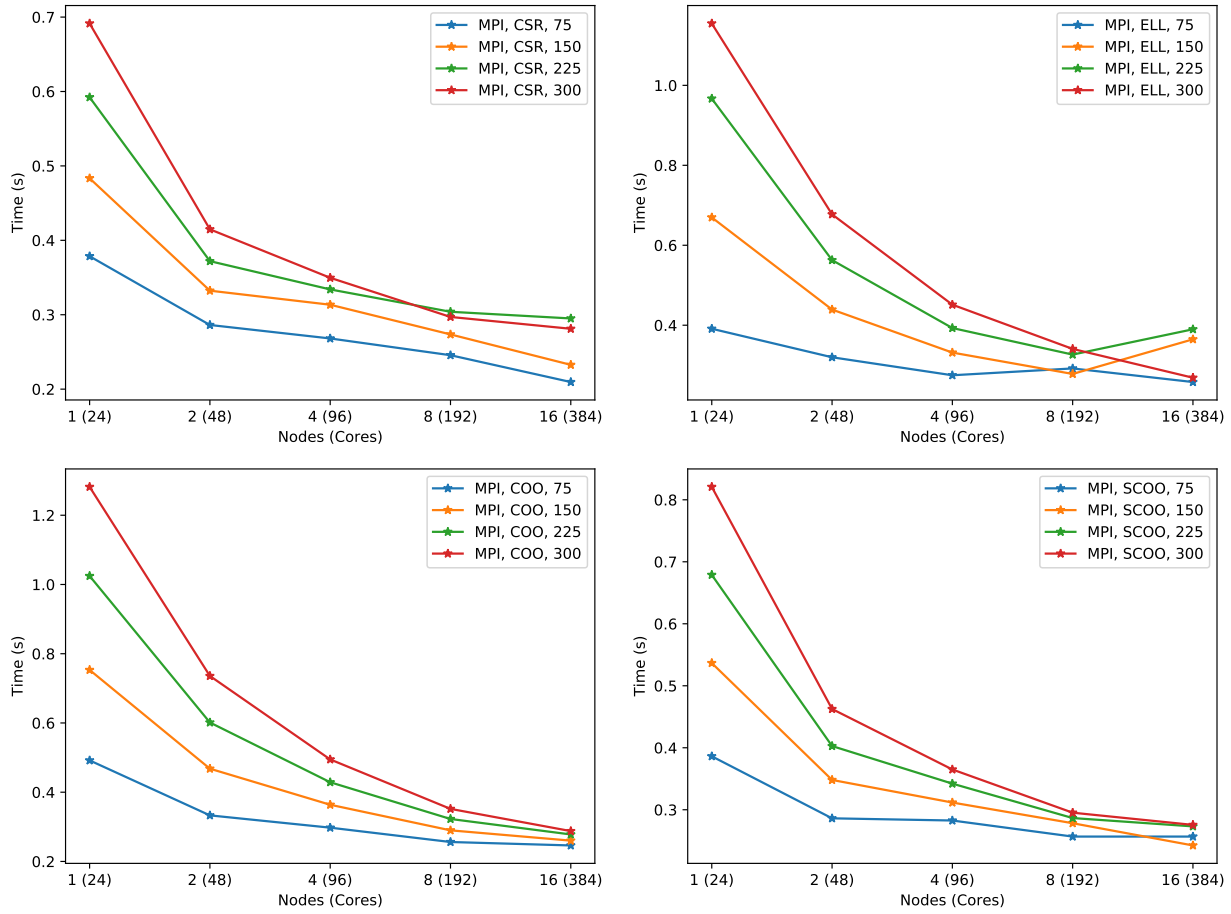 MPI, CSR, 75
MPI, CSR, 150
MPI, CSR, 225
MPI, CSR, 300
0.7
0.6
0.5
0.4
0.3
0.2
Time (s)
1 (24) 2 (48) 4 (96) 8 (192) 16 (384)
Nodes (Cores)
MPI, ELL, 75
MPI, ELL, 150
MPI, ELL, 225
MPI, ELL, 300
1.0
0.8
0.6
0.4
Time (s)
1 (24) 2 (48) 4 (96) 8 (192) 16 (384)
Nodes (Cores)
MPI, COO, 75
MPI, COO, 150
MPI, COO, 225
MPI, COO, 300
1.2
1.0
0.8
0.6
0.4
0.2
Time (s)
1 (24) 2 (48) 4 (96) 8 (192) 16 (384)
Nodes (Cores)
MPI, SCOO, 75
MPI, SCOO, 150
MPI, SCOO, 225
MPI, SCOO, 300
0.8
0.7
0.6
0.5
0.4
0.3
Time (s)
1 (24) 2 (48) 4 (96) 8 (192) 16 (384)
Nodes (Cores)